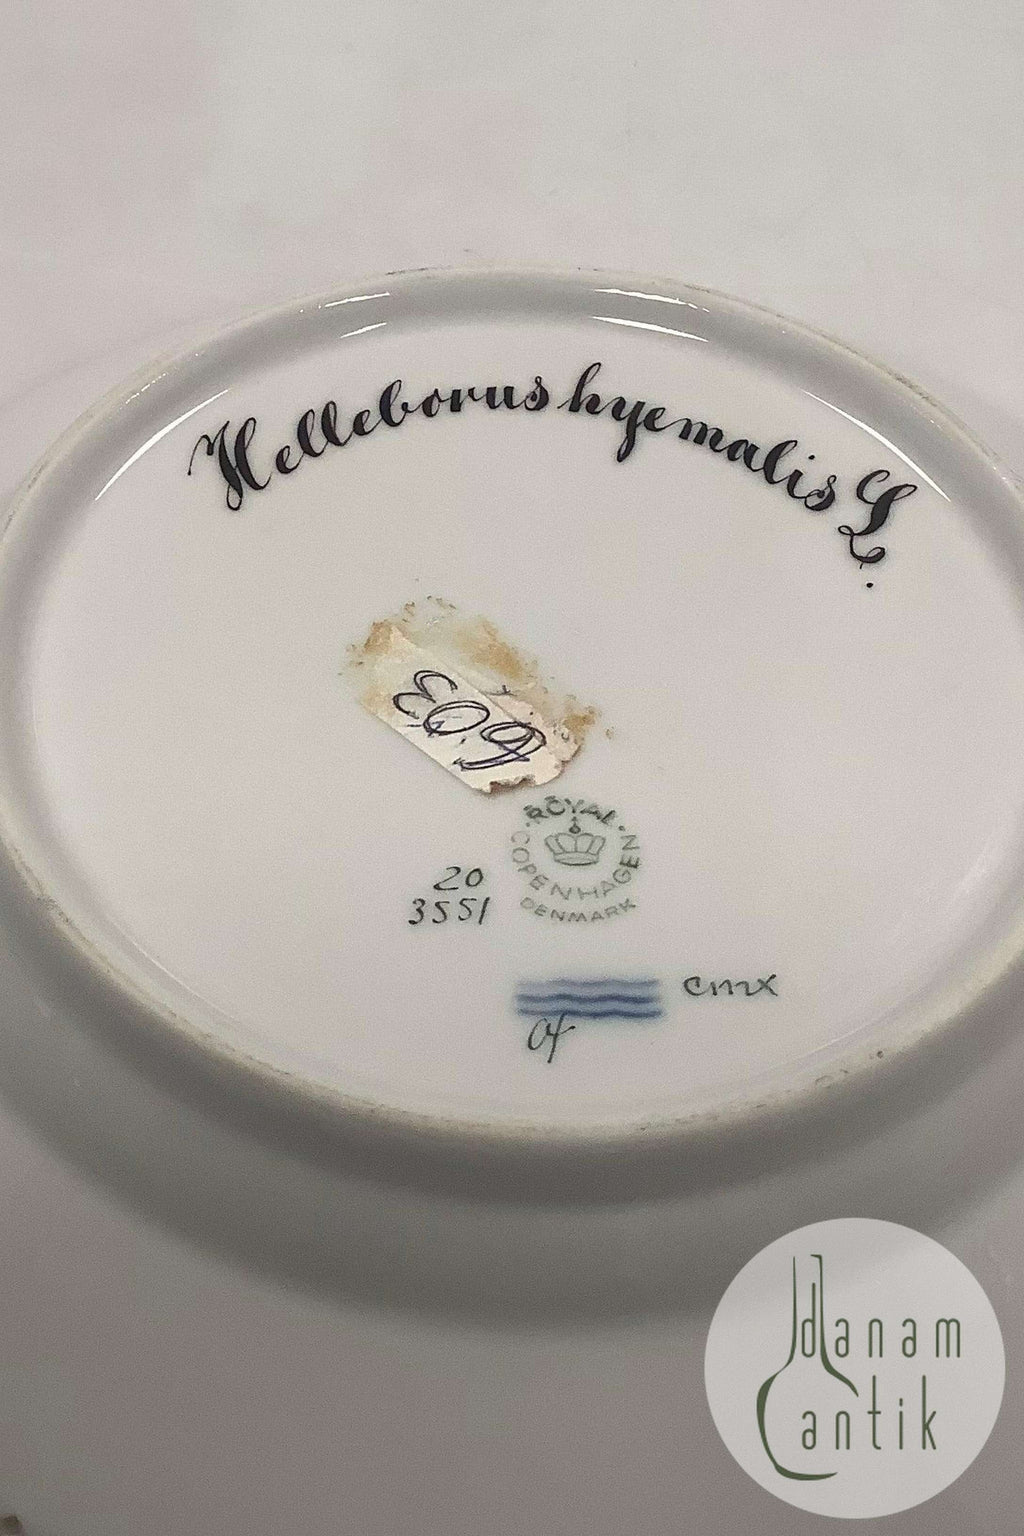 Helleborus hyemalis L.
6.03
ROYAL
COPENHAGEN
DENMARK
20
3551
cmx
danam
antik